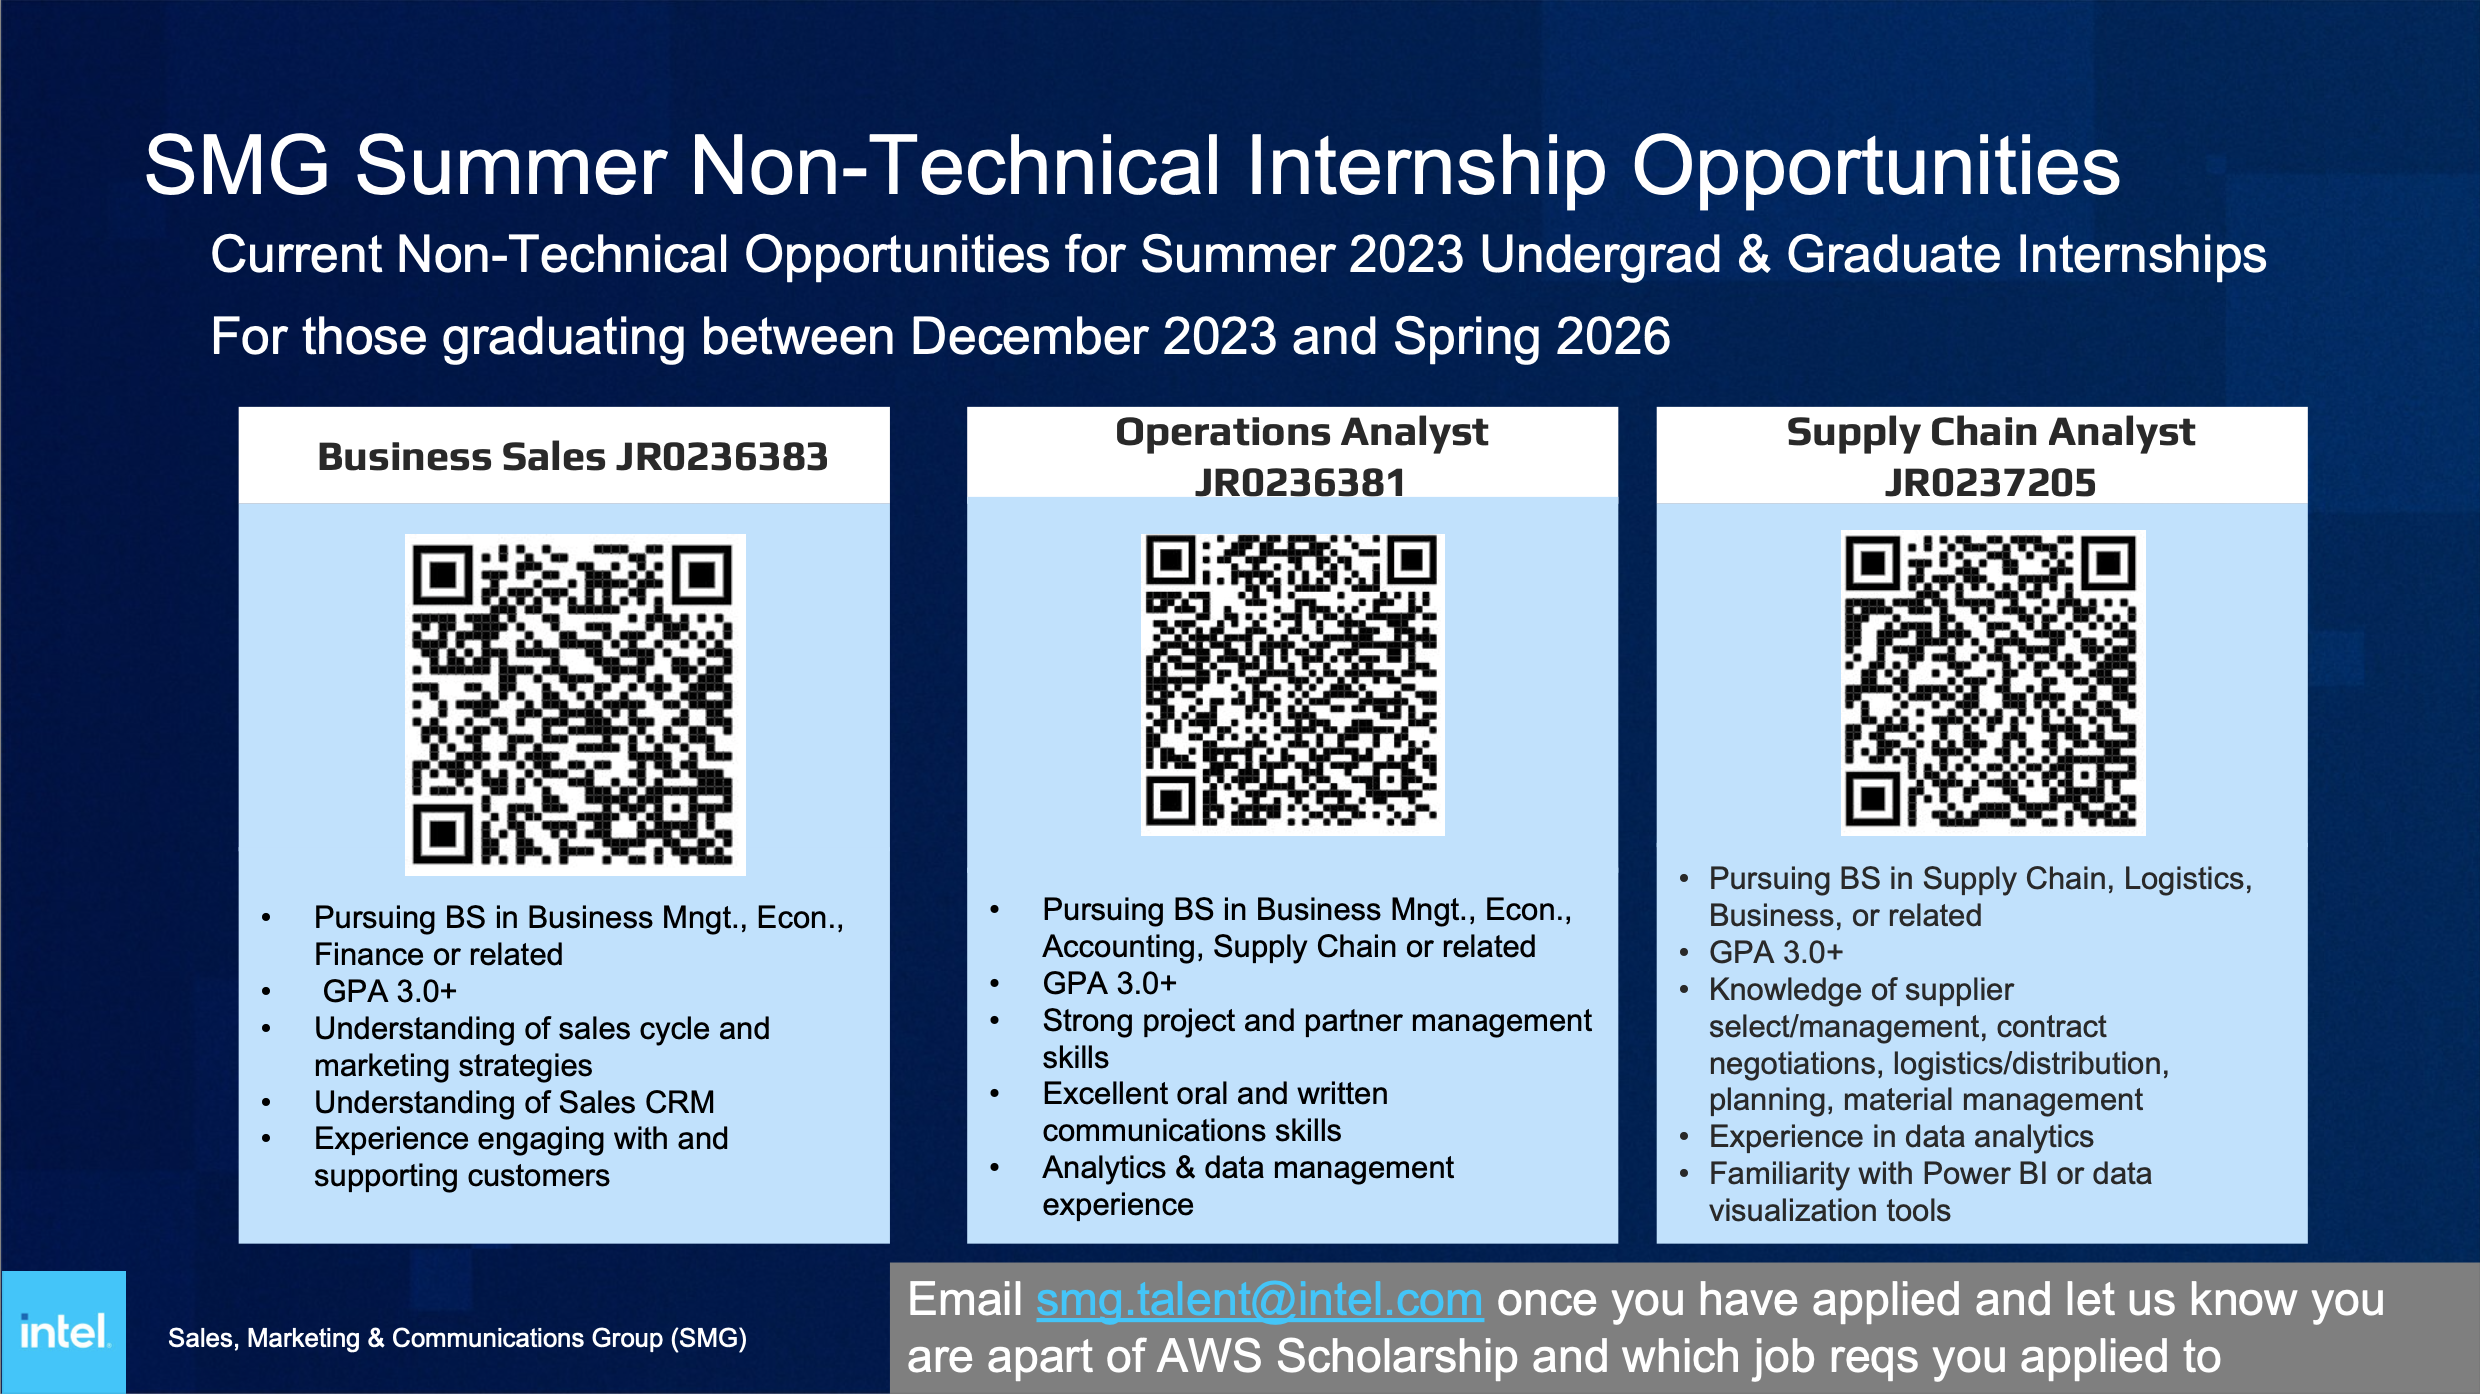 SMG Summer Non-Technical Internship Opportunities
Current Non-Technical Opportunities for Summer 2023 Undergrad & Graduate Internships
For those graduating between December 2023 and Spring 2026
Business Sales JR0236383
• Pursuing BS in Business Mngt., Econ.,
Finance or related
• GPA 3.0+
• Understanding of sales cycle and
marketing strategies
• Understanding of Sales CRM
• Experience engaging with and
supporting customers
Operations Analyst
JR0236381
• Pursuing BS in Business Mngt., Econ.,
Accounting, Supply Chain or related
• GPA 3.0+
• Strong project and partner management
skills
• Excellent oral and written
communications skills
• Analytics & data management
experience
Supply Chain Analyst
JR0237205
• Pursuing BS in Supply Chain, Logistics,
Business, or related
• GPA 3.0+
• Knowledge of supplier
select/management, contract
negotiations, logistics/distribution,
planning, material management
• Experience in data analytics
• Familiarity with Power BI or data
visualization tools
intel.
Sales, Marketing & Communications Group (SMG)
Email smg.talent@intel.com once you have applied and let us know you
are apart of AWS Scholarship and which job reqs you applied to